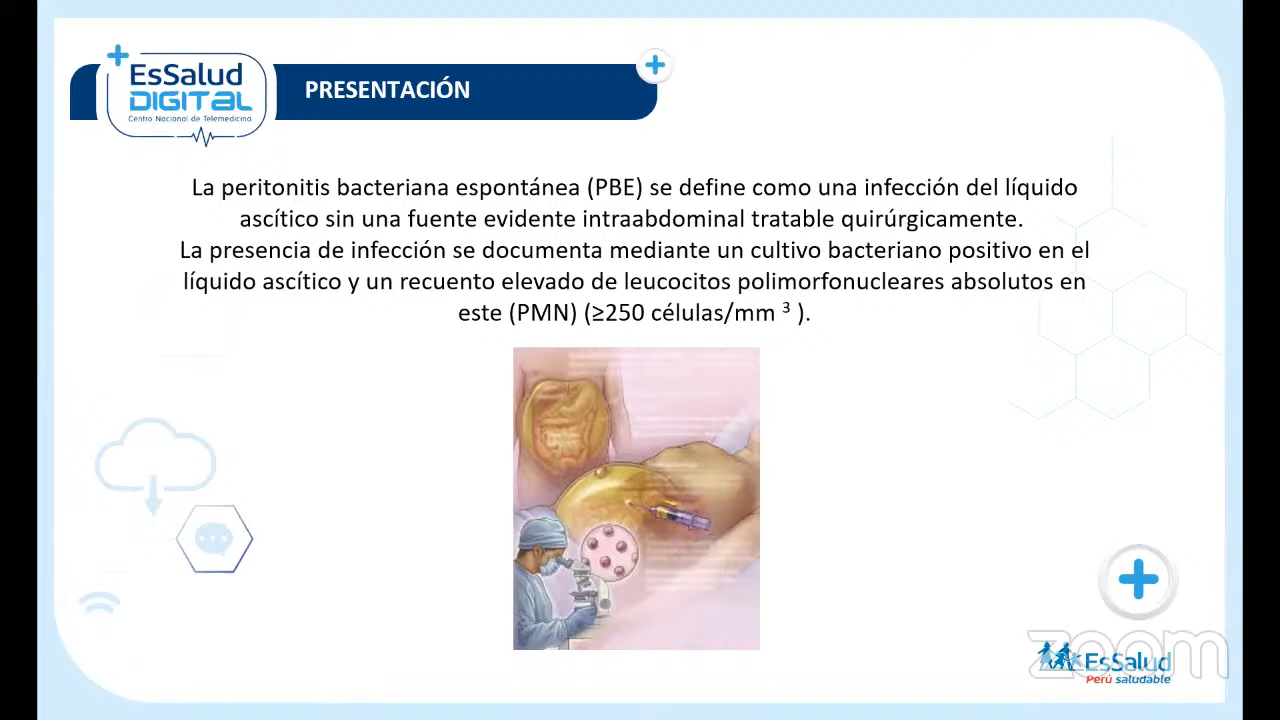 EsSalud
DIGITAL
Centro Nacional de Telemedicina
PRESENTACIÓN
La peritonitis bacteriana espontánea (PBE) se define como una infección del líquido
ascítico sin una fuente evidente intraabdominal tratable quirúrgicamente.
La presencia de infección se documenta mediante un cultivo bacteriano positivo en el
líquido ascítico y un recuento elevado de leucocitos polimorfonucleares absolutos en
este (PMN) (≥250 células/mm ³ ).
zoom
EsSalud
Perú saludable